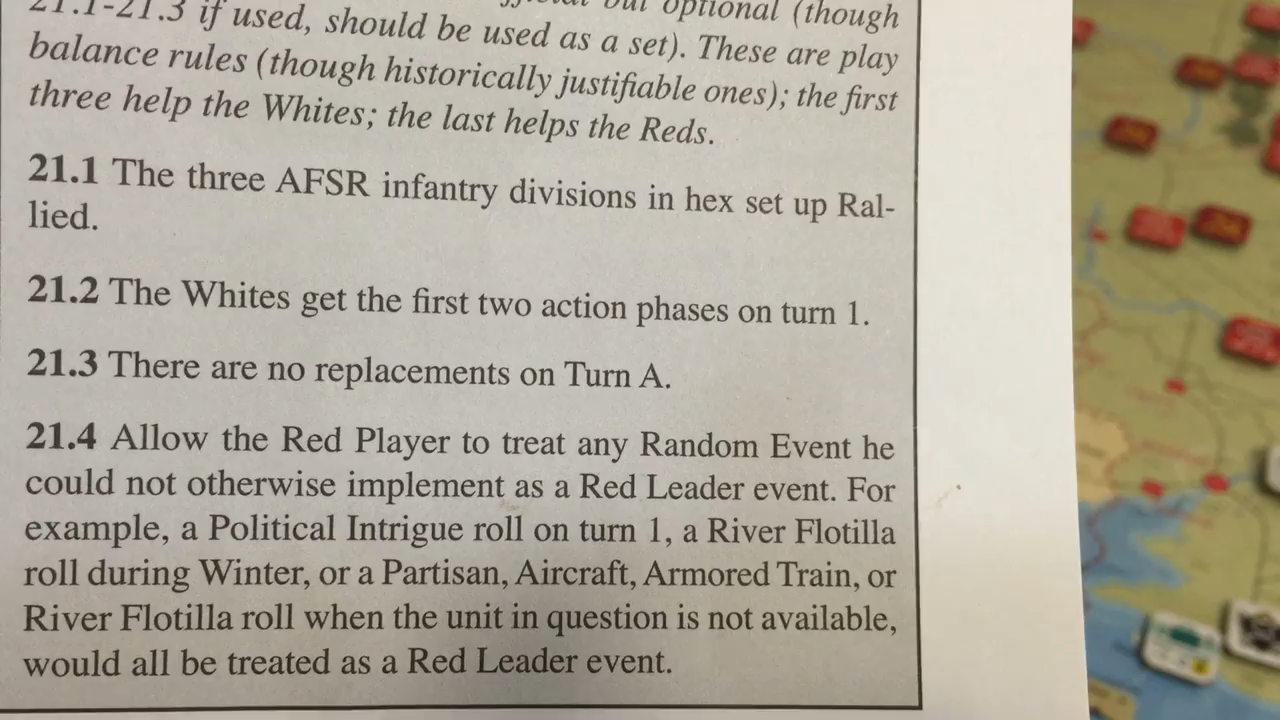 but optional (though
21.1-21.3 if used, should be used as a set). These are play
balance rules (though historically justifiable ones); the first
three help the Whites; the last helps the Reds.
21.1 The three AFSR infantry divisions in hex set up Ral-
lied.
21.2 The Whites get the first two action phases on turn 1.
21.3 There are no replacements on Turn A.
21.4 Allow the Red Player to treat any Random Event he
could not otherwise implement as a Red Leader event. For
example, a Political Intrigue roll on turn 1, a River Flotilla
roll during Winter, or a Partisan, Aircraft, Armored Train, or
River Flotilla roll when the unit in question is not available,
would all be treated as a Red Leader event.